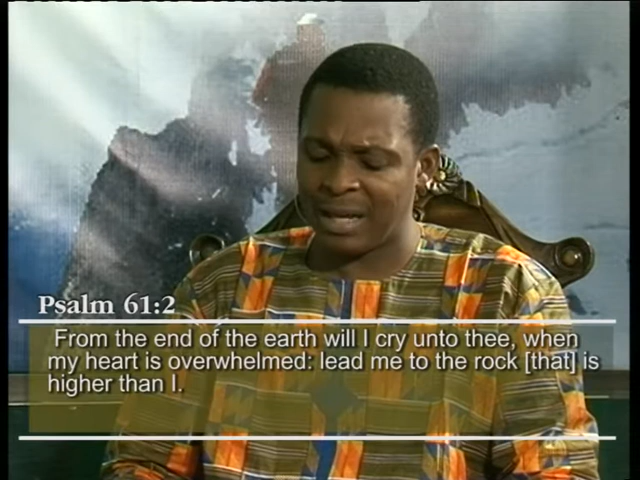 Psalm 61:2
From the end of the earth will I cry unto thee, when
my heart is overwhelmed: lead me to the rock [that] is
higher than I.